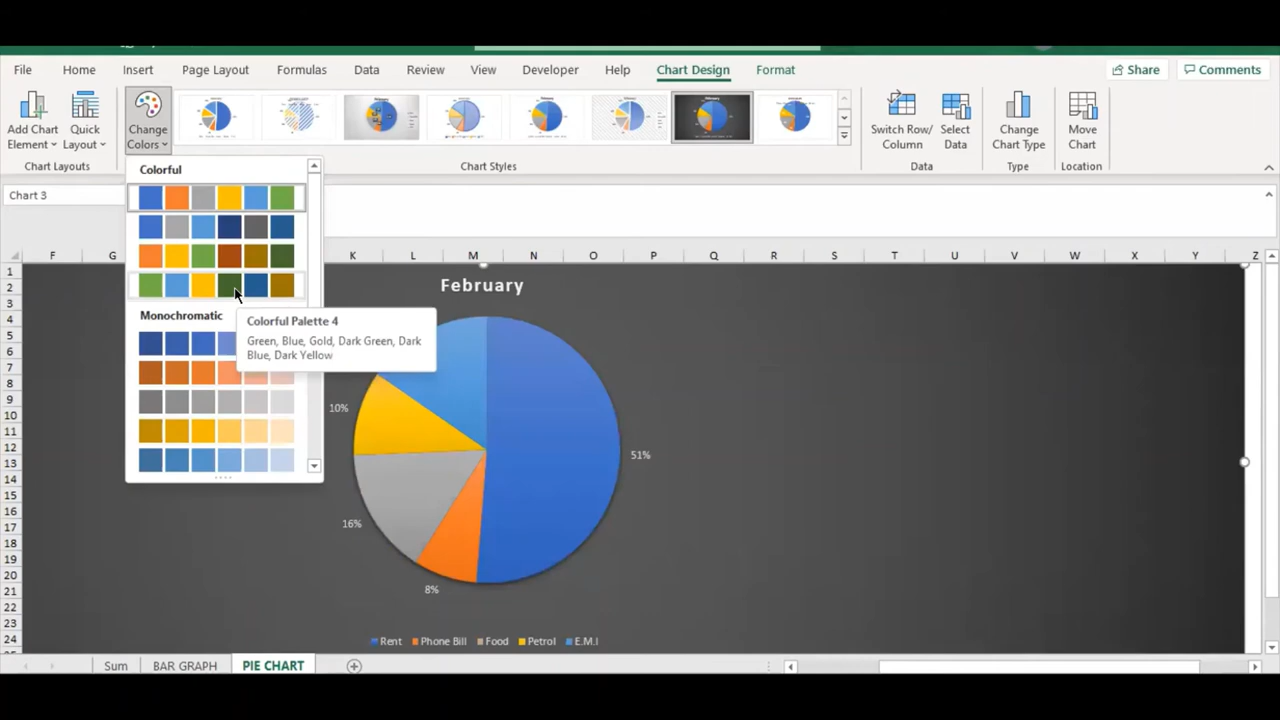 File Home Insert Page Layout Formulas Data Review View Developer Help Chart Design Format Share Comments
Add Chart
Element
Quick
Layout
Change
Colors
Switch Row/
Column
Select
Data
Change
Chart Type
Move
Chart
Chart Layouts Chart Styles Data Type Location
Colorful
Chart 3
F G K L M N O P Q R S T U V W X Y Z
1
2
3
4
5
6
7
8
9
10
11
12
13
14
15
16
17
18
19
20
21
22
23
24
February
Monochromatic
Colorful Palette 4
Green, Blue, Gold, Dark Green, Dark
Blue, Dark Yellow
10%
51%
16%
8%
Rent Phone Bill Food Petrol E.M.I
Sum BAR GRAPH PIE CHART